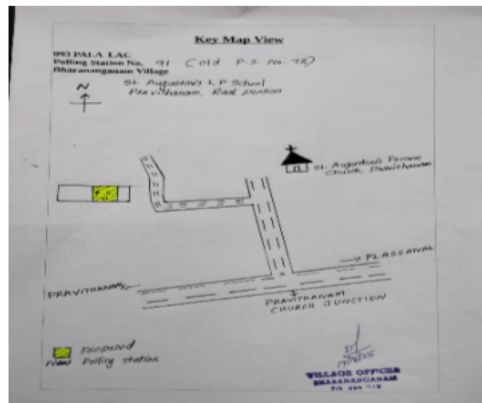 Key Map View
093 PALA LAC
Polling Station No. 91 (Old P.S. No. 78)
Bharananganam Village
N
St. Augustine's L P School
Pravithanam, East Portion
St. Augustine's Forane
Church, Pravithanam
PLASSANAL
PRAVITHANAM
PRAVITHANAM
CHURCH JUNCTION
Proposed
New Polling station
VILLAGE OFFICER
BHARANANGANAM